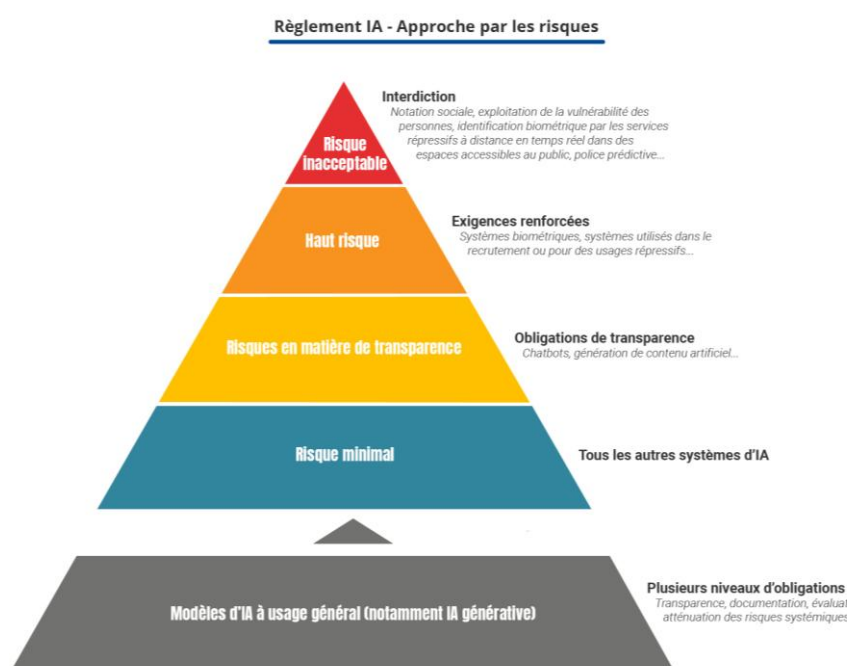 Règlement IA - Approche par les risques
Interdiction
Notation sociale, exploitation de la vulnérabilité des
personnes, identification biométrique par les services
répressifs à distance en temps réel dans des
espaces accessibles au public, police prédictive...
Risque
inacceptable
Exigences renforcées
Systèmes biométriques, systèmes utilisés dans le
recrutement ou pour des usages répressifs...
Haut risque
Obligations de transparence
Chatbots, génération de contenu artificiel...
Risques en matière de transparence
Risque minimal
Tous les autres systèmes d'IA
Plusieurs niveaux d'obligations
Transparence, documentation, évaluat
atténuation des risques systémiques
Modèles d'IA à usage général (notamment IA générative)